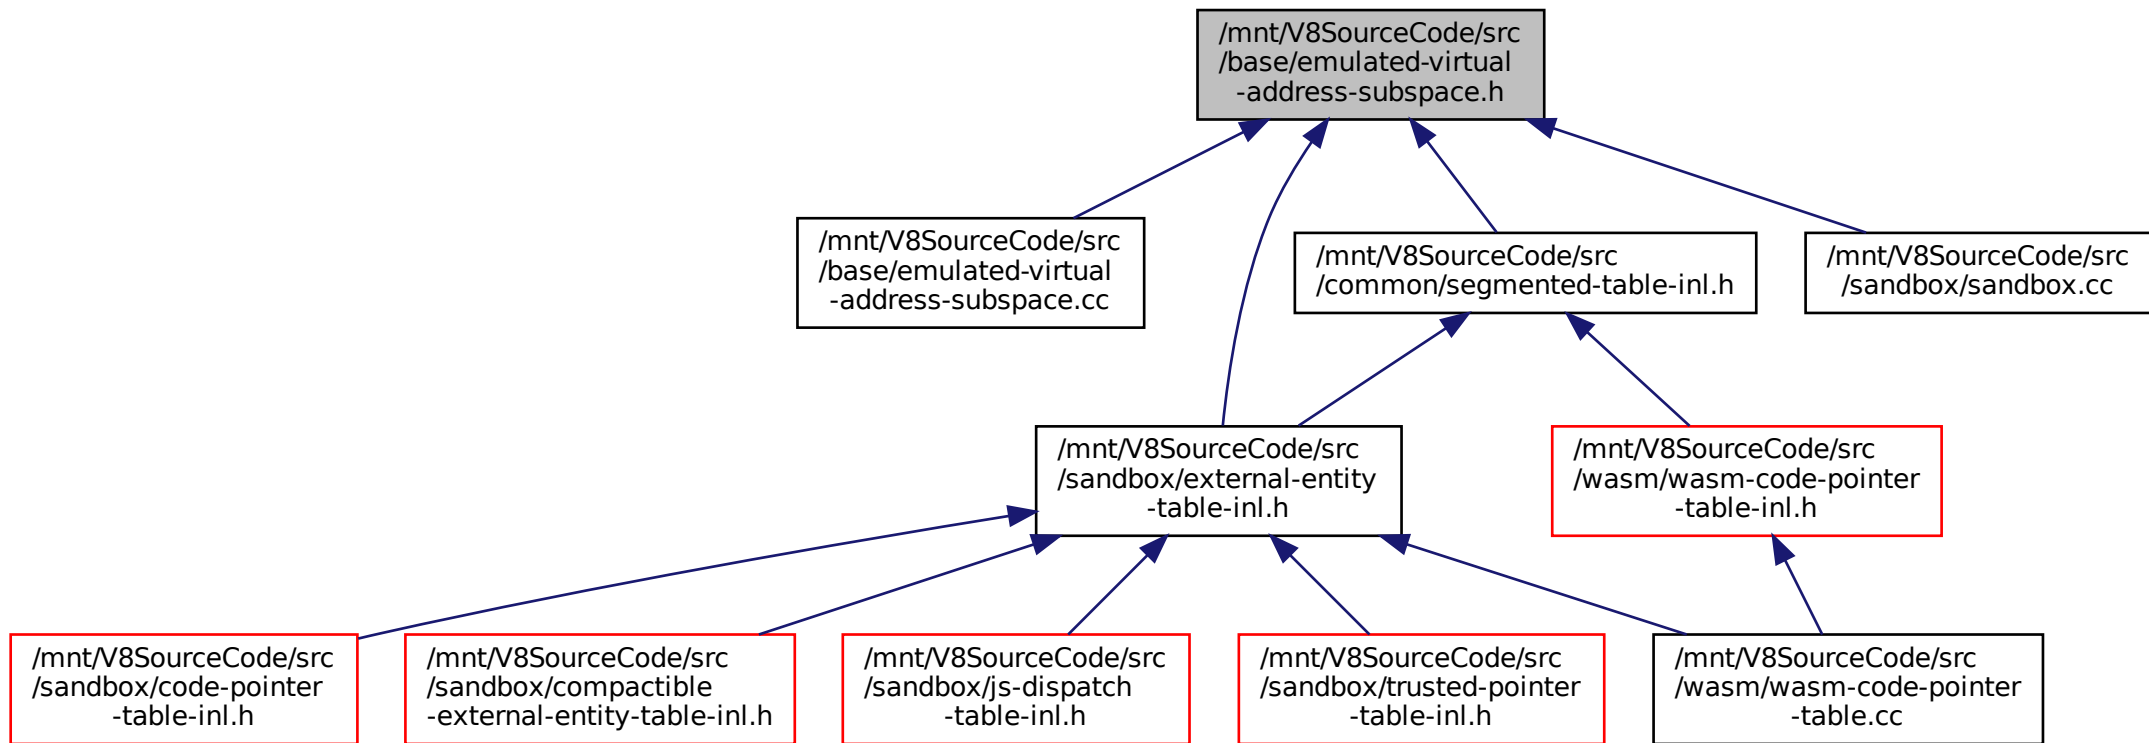 /mnt/V8SourceCode/src
/base/emulated-virtual
-address-subspace.h
/mnt/V8SourceCode/src
/base/emulated-virtual
-address-subspace.cc
/mnt/V8SourceCode/src
/common/segmented-table-inl.h
/mnt/V8SourceCode/src
/sandbox/sandbox.cc
/mnt/V8SourceCode/src
/sandbox/external-entity
-table-inl.h
/mnt/V8SourceCode/src
/wasm/wasm-code-pointer
-table-inl.h
/mnt/V8SourceCode/src
/sandbox/code-pointer
-table-inl.h
/mnt/V8SourceCode/src
/sandbox/compactible
-external-entity-table-inl.h
/mnt/V8SourceCode/src
/sandbox/js-dispatch
-table-inl.h
/mnt/V8SourceCode/src
/sandbox/trusted-pointer
-table-inl.h
/mnt/V8SourceCode/src
/wasm/wasm-code-pointer
-table.cc